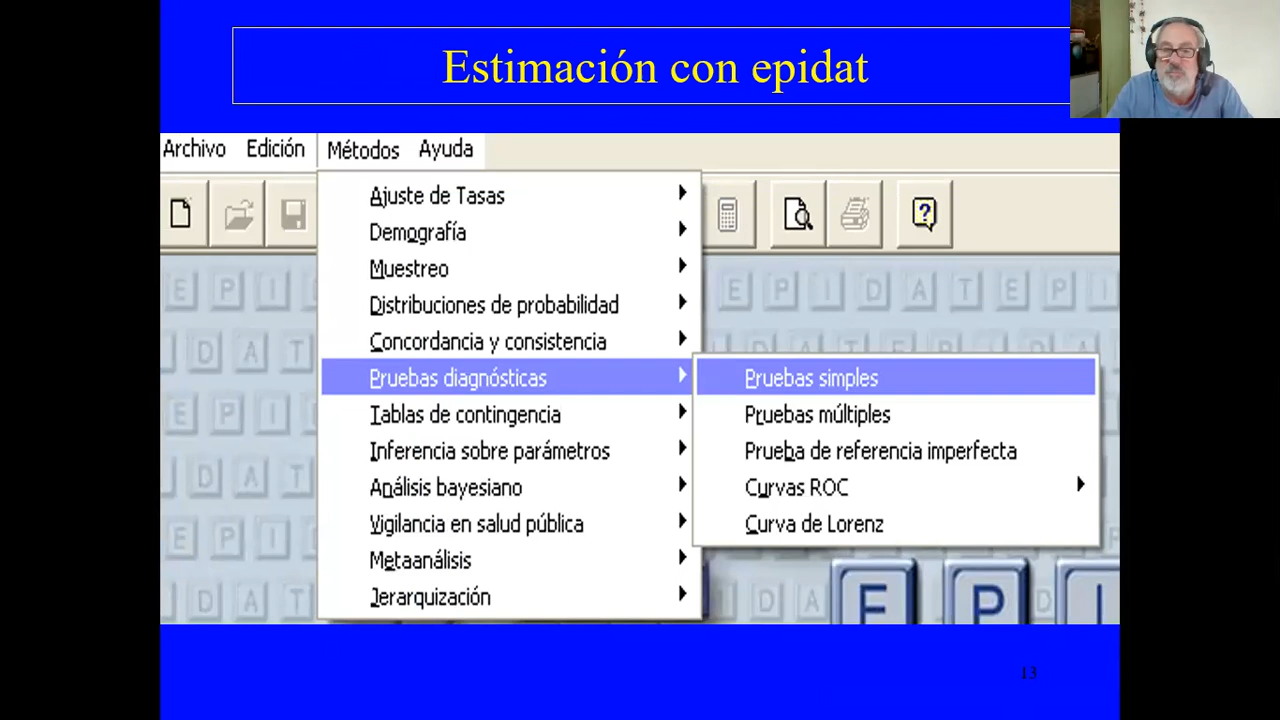 Estimación con epidat
Archivo Edición Métodos Ayuda
Ajuste de Tasas
Demografía
Muestreo
Distribuciones de probabilidad
Concordancia y consistencia
Pruebas diagnósticas
Tablas de contingencia
Inferencia sobre parámetros
Análisis bayesiano
Vigilancia en salud pública
Metaanálisis
Jerarquización
Pruebas simples
Pruebas múltiples
Prueba de referencia imperfecta
Curvas ROC
Curva de Lorenz
E P I D A T E P I
E P I
13